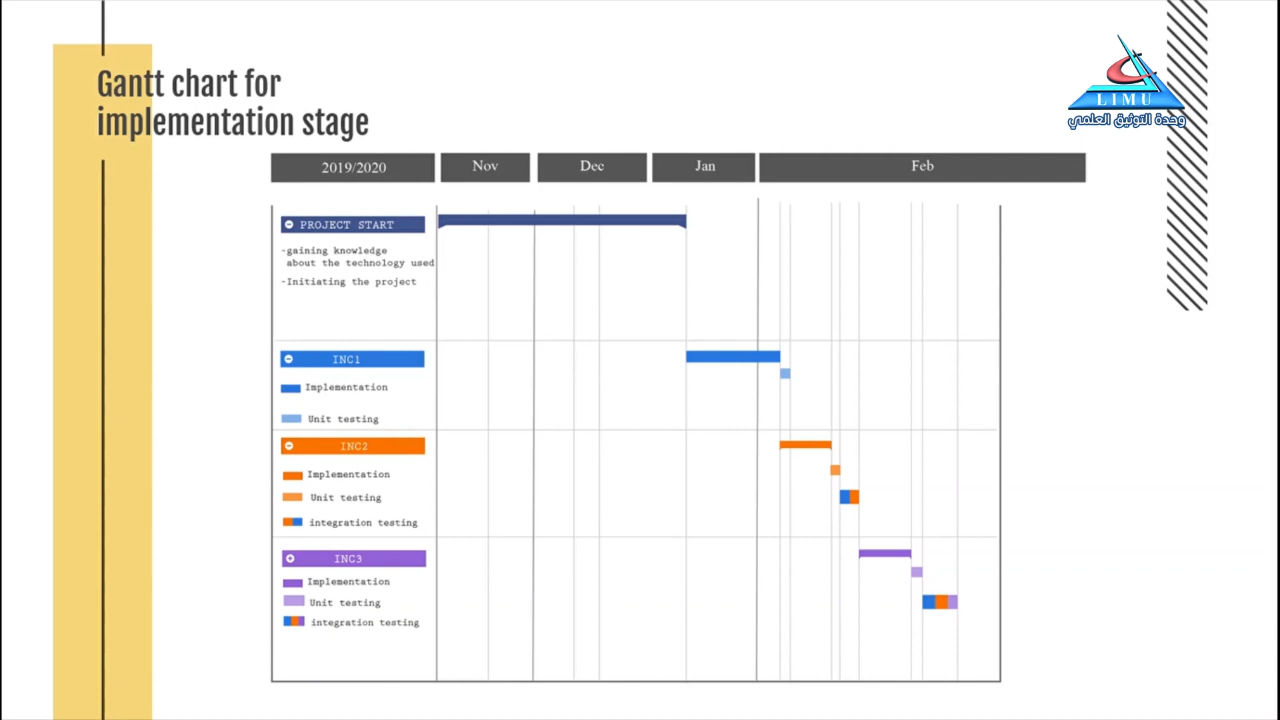 Gantt chart for
implementation stage
LIMU
وحدة التوثيق العلمي
2019/2020 Nov Dec Jan Feb
PROJECT START
-gaining knowledge
about the technology used
-Initiating the project
INC1
Implementation
Unit testing
INC2
Implementation
Unit testing
integration testing
INC3
Implementation
Unit testing
integration testing